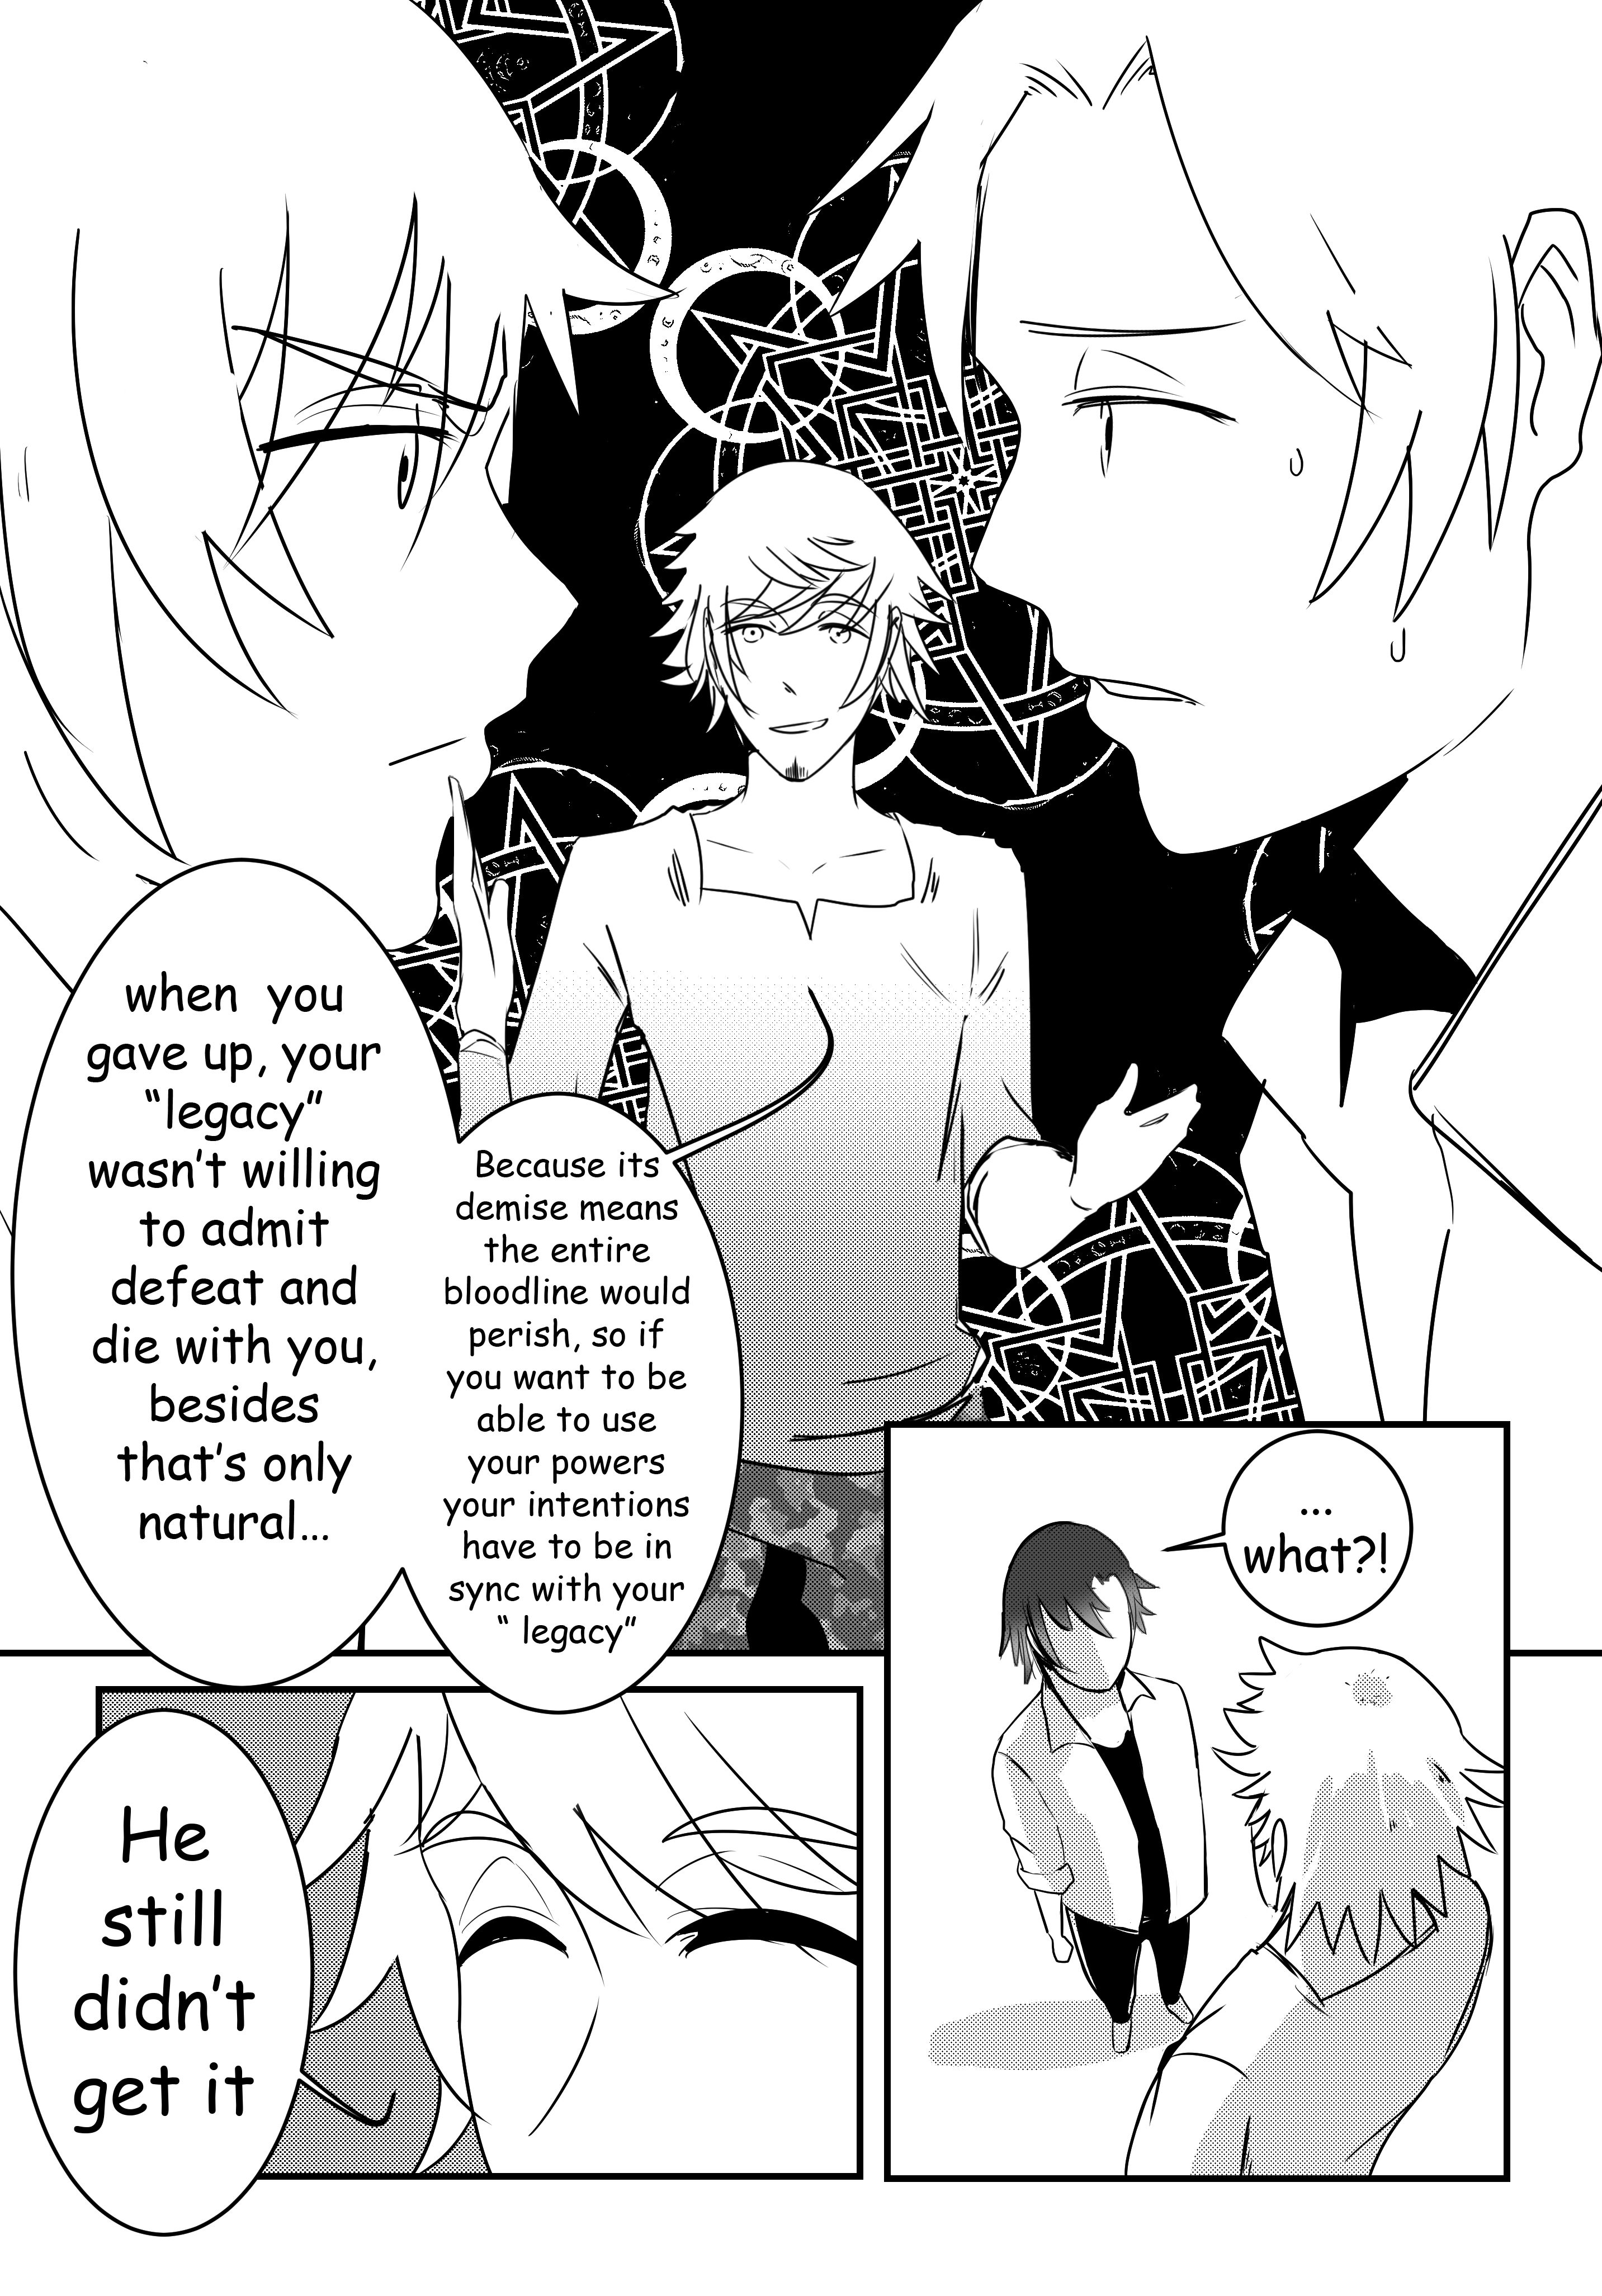 when you
gave up, your
“legacy”
wasn't willing
to admit
defeat and
die with you,
besides
that's only
natural...
Because its
demise means
the entire
bloodline would
perish, so if
you want to be
able to use
your powers
your intentions
have to be in
sync with your
“ legacy”
...
what?!
He
still
didn't
get it